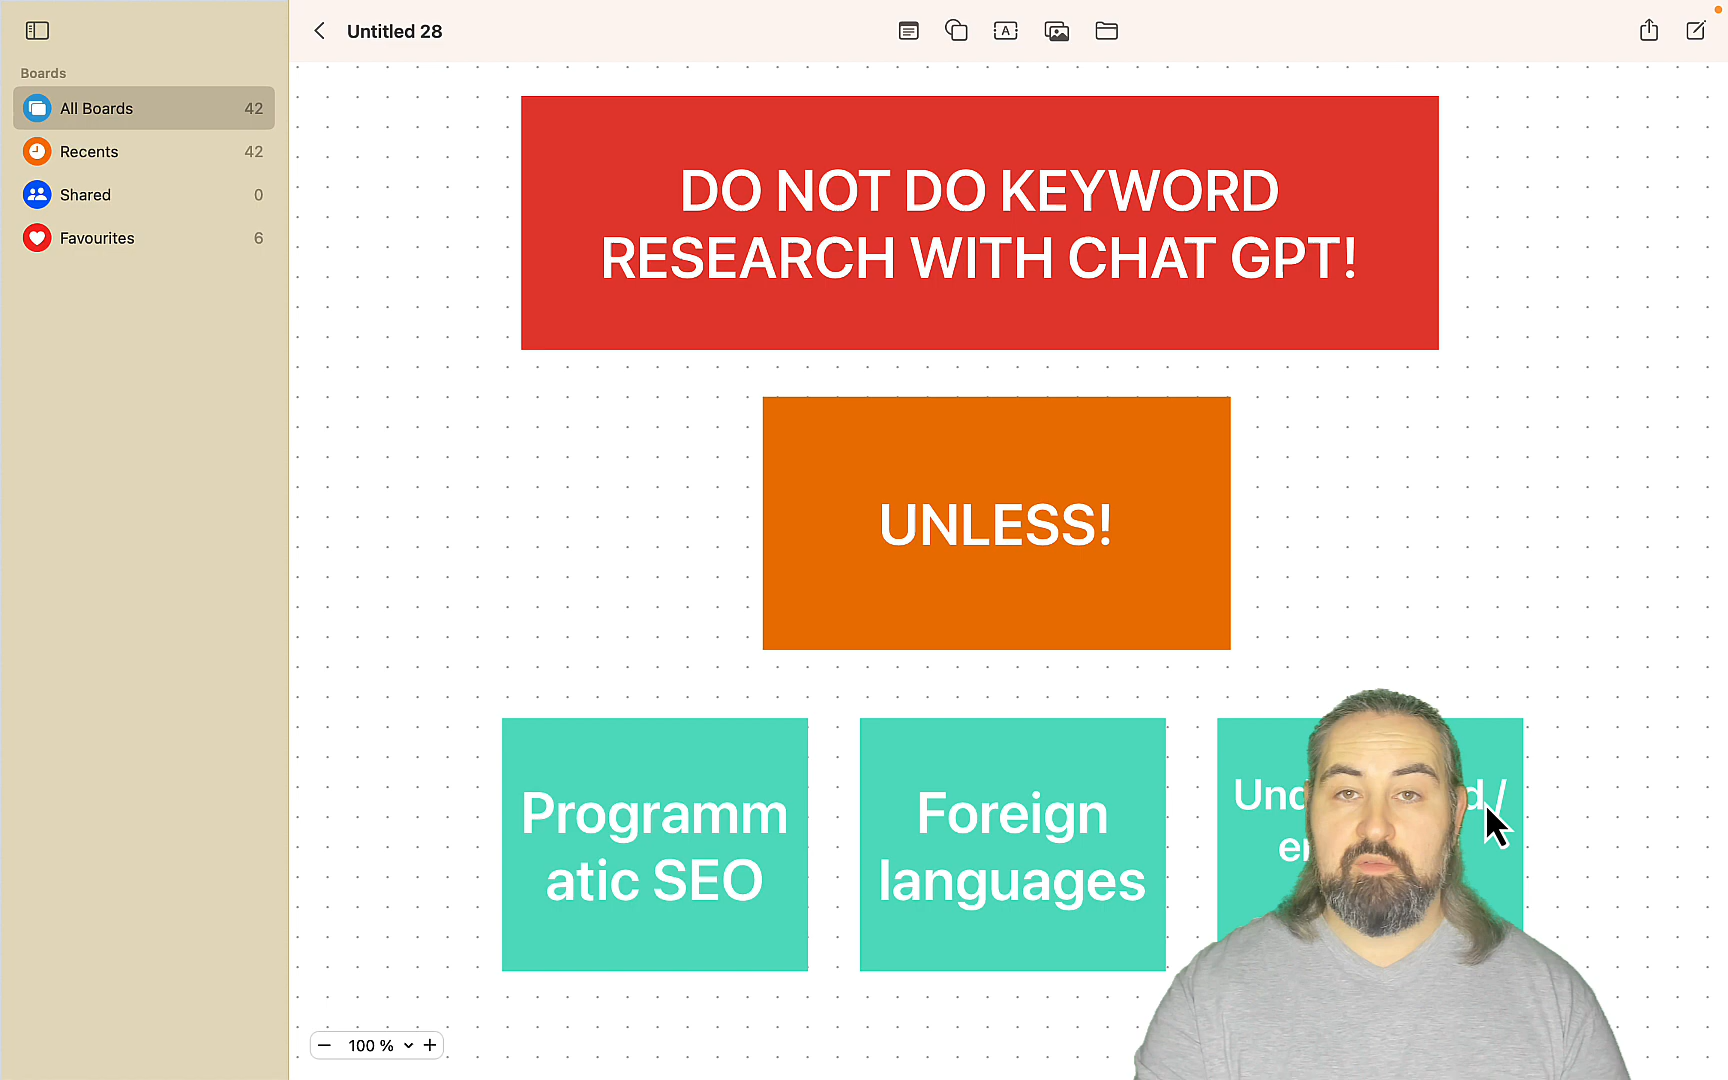 Untitled 28
Boards
All Boards 42
Recents 42
Shared 0
Favourites 6
DO NOT DO KEYWORD
RESEARCH WITH CHAT GPT!
UNLESS!
Programm
atic SEO
Foreign
languages
100 %